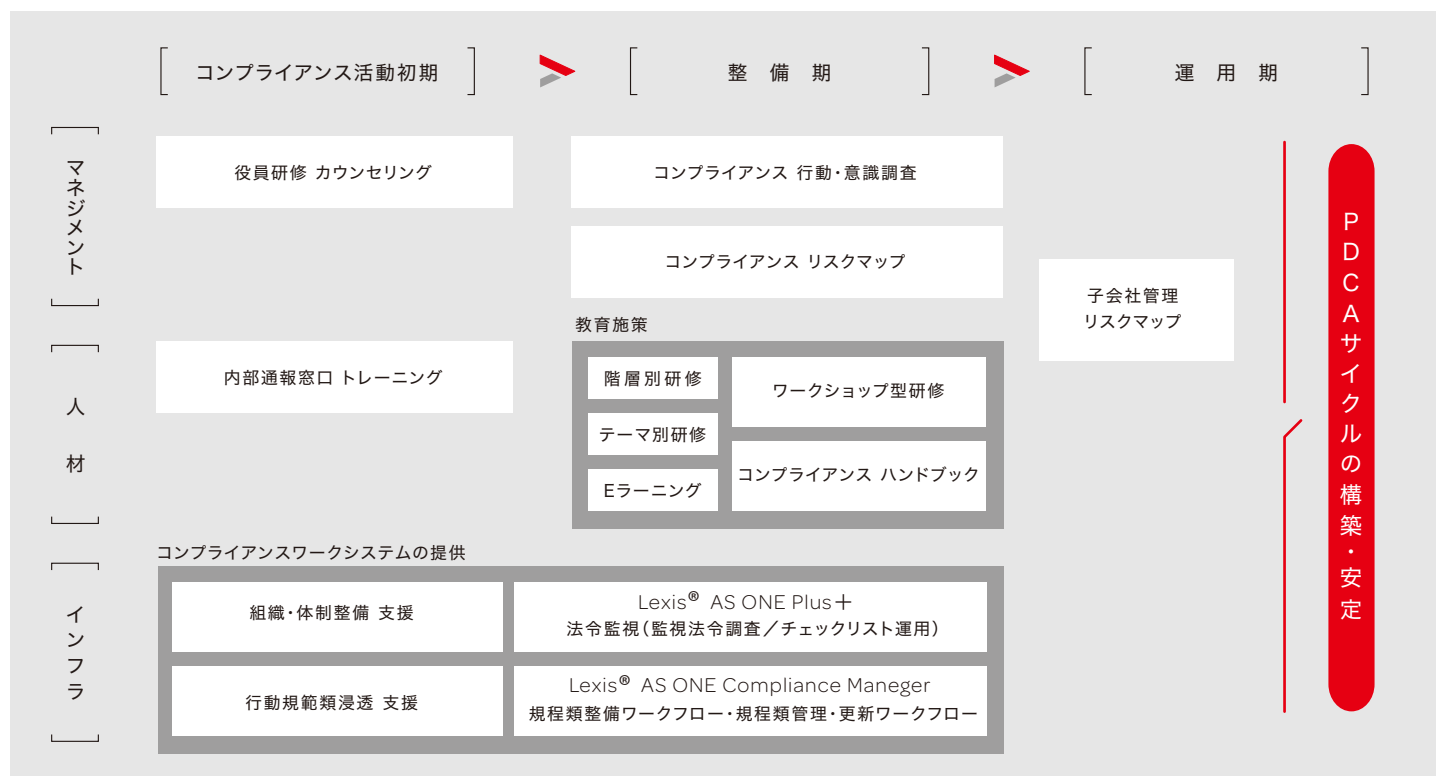 コンプライアンス活動初期
整備期
運用期
マネジメント
役員研修 カウンセリング
コンプライアンス 行動・意識調査
コンプライアンス リスクマップ
子会社管理
リスクマップ
人材
内部通報窓口 トレーニング
教育施策
階層別研修
テーマ別研修
Eラーニング
ワークショップ型研修
コンプライアンス ハンドブック
インフラ
コンプライアンスワークシステムの提供
組織・体制整備 支援
Lexis® AS ONE Plus+
法令監視(監視法令調査/チェックリスト運用)
行動規範類浸透 支援
Lexis® AS ONE Compliance Maneger
規程類整備ワークフロー・規程類管理・更新ワークフロー
PDCAサイクルの構築・安定